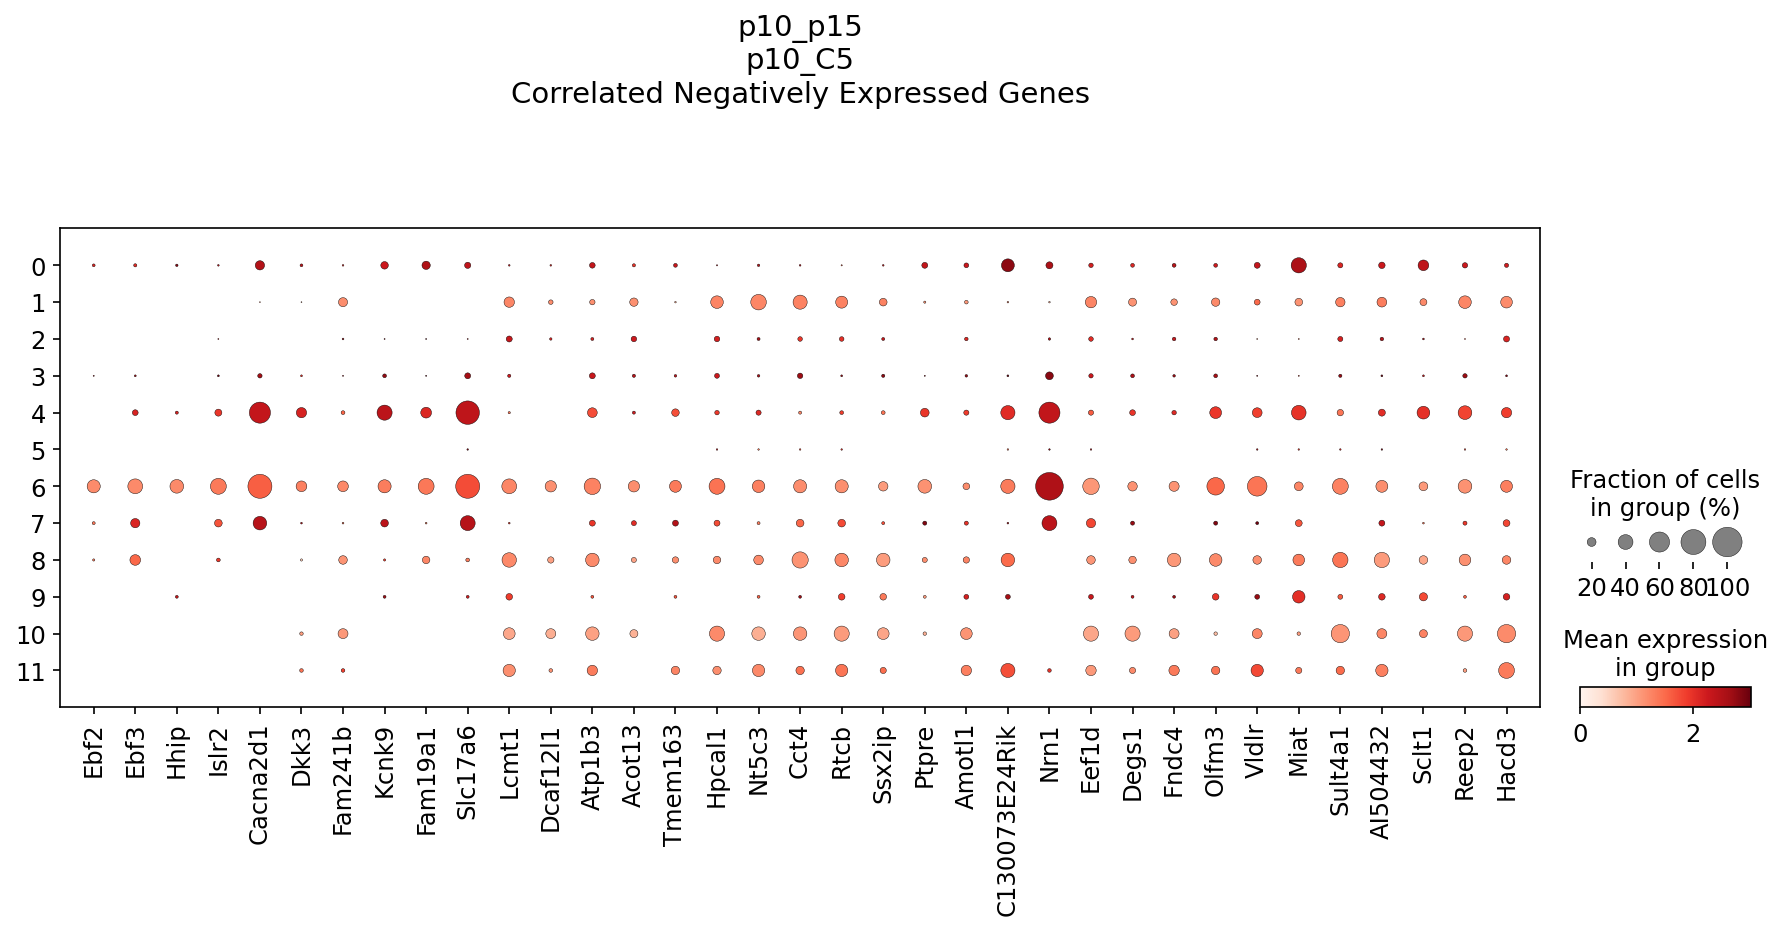 p10_p15
p10_C5
Correlated Negatively Expressed Genes
0
1
2
3
4
5
6
7
8
9
10
11
Ebf2
Ebf3
Hhip
Islr2
Cacna2d1
Dkk3
Fam241b
Kcnk9
Fam19a1
Slc17a6
Lcmt1
Dcaf12l1
Atp1b3
Acot13
Tmem163
Hpcal1
Nt5c3
Cct4
Rtcb
Ssx2ip
Ptpre
Amotl1
C130073E24Rik
Nrn1
Eef1d
Degs1
Fndc4
Olfm3
Vldlr
Miat
Sult4a1
AI504432
Sclt1
Reep2
Hacd3
Fraction of cells
in group (%)
20 40 60 80 100
Mean expression
in group
0 2